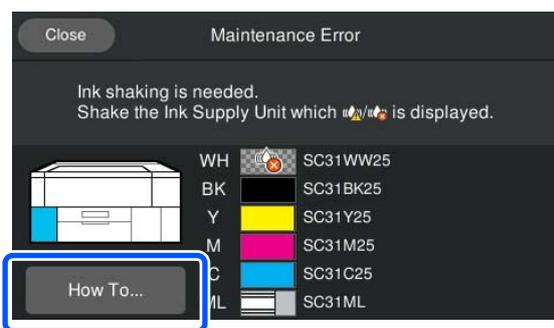 Close
Maintenance Error
Ink shaking is needed.
Shake the Ink Supply Unit which / is displayed.
WH SC31WW25
BK SC31BK25
Y SC31Y25
M SC31M25
C SC31C25
ML SC31ML
How To...